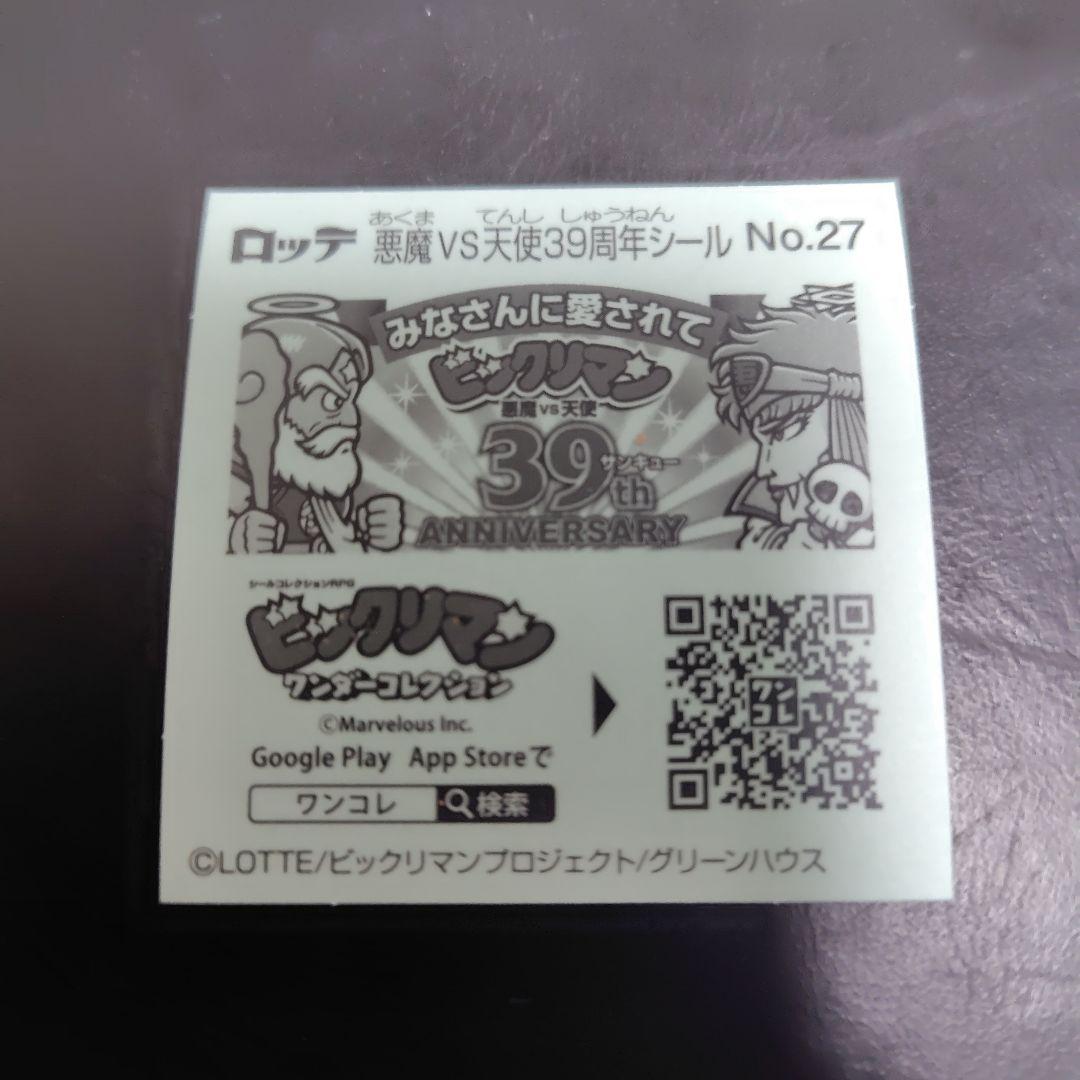 あくま てんし しゅうねん
ロッテ 悪魔VS天使39周年シール No.27
みなさんに愛されて
ビックリマン
悪魔VS天使
39th サンキュー
ANNIVERSARY
シールコレクションRPG
ビックリマン
ワンダーコレクション
©Marvelous Inc.
Google Play App Storeで
ワンコレ 検索
ワンコレ
©LOTTE/ビックリマンプロジェクト/グリーンハウス